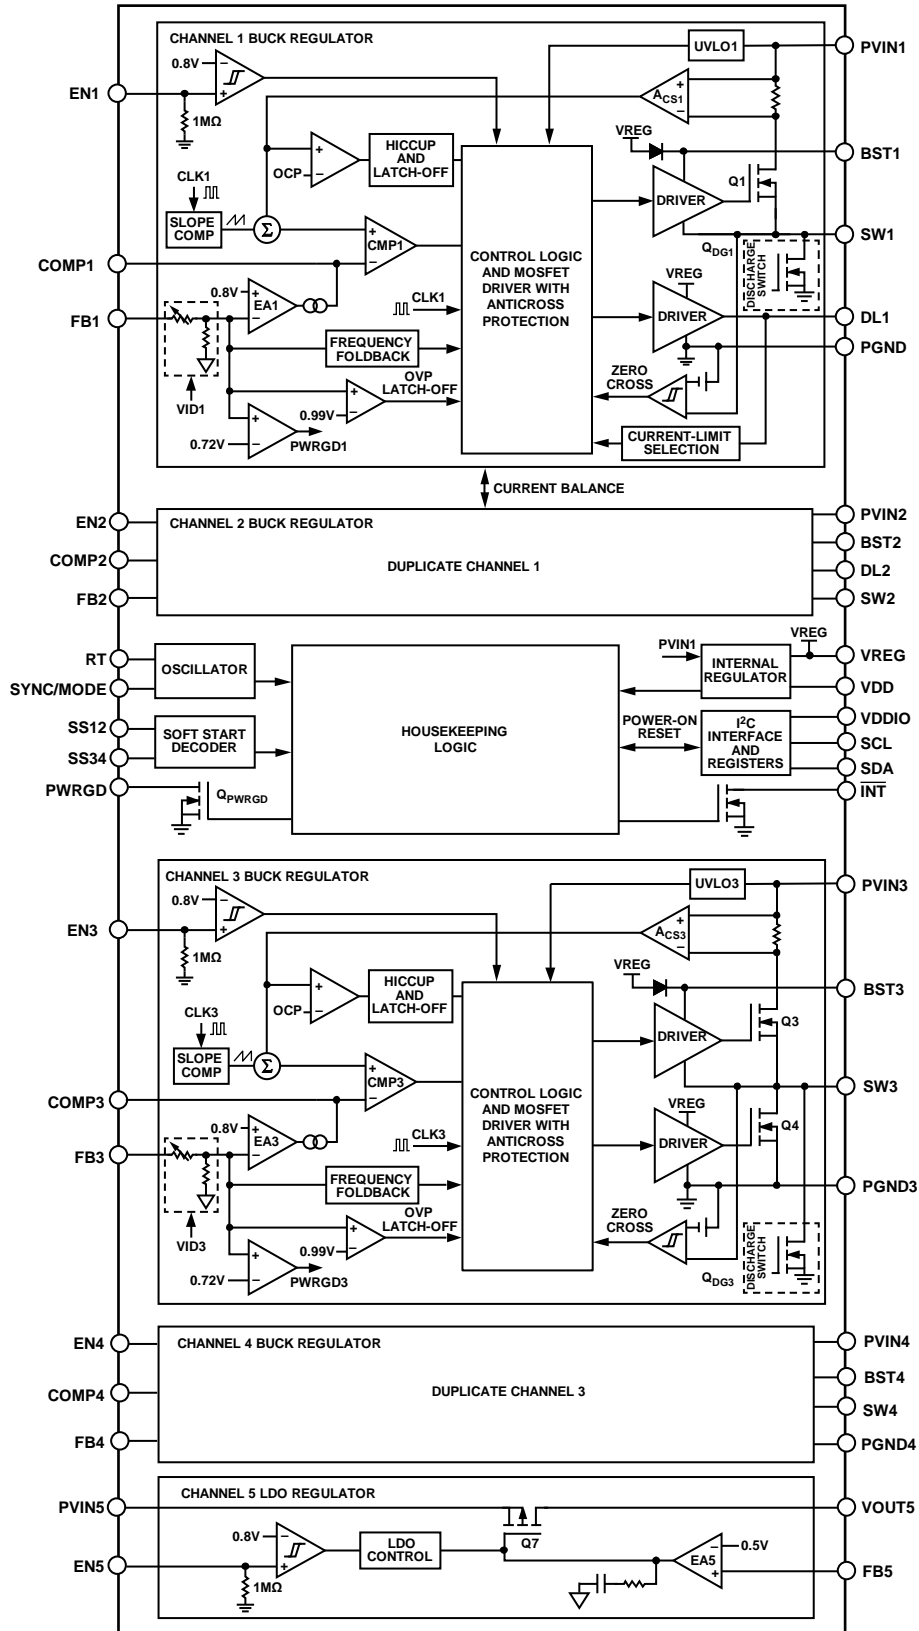 CHANNEL 1 BUCK REGULATOR
UVLO1
PVIN1
0.8V
−
+
EN1
1MΩ
+
ACS1
−
VREG
BST1
HICCUP
AND
LATCH-OFF
+
OCP
−
CLK1
Q1
DRIVER
SLOPE
COMP
Σ
+
CMP1
−
SW1
COMP1
CONTROL LOGIC
AND MOSFET
DRIVER WITH
ANTICROSS
PROTECTION
QDG1
DISCHARGE
SWITCH
VREG
0.8V
+
EA1
−
CLK1
FB1
DRIVER
DL1
FREQUENCY
FOLDBACK
PGND
ZERO
CROSS
OVP
LATCH-OFF
VID1
+
0.99V
−
+
0.72V
−
PWRGD1
CURRENT-LIMIT
SELECTION
CURRENT BALANCE
EN2
CHANNEL 2 BUCK REGULATOR
PVIN2
BST2
COMP2
DUPLICATE CHANNEL 1
DL2
FB2
SW2
RT
OSCILLATOR
SYNC/MODE
PVIN1
VREG
INTERNAL
REGULATOR
VREG
VDD
SS12
SOFT START
DECODER
SS34
HOUSEKEEPING
LOGIC
POWER-ON
RESET
I2C
INTERFACE
AND
REGISTERS
VDDIO
SCL
SDA
PWRGD
QPWRGD
INT
CHANNEL 3 BUCK REGULATOR
UVLO3
PVIN3
0.8V
−
+
EN3
1MΩ
+
ACS3
−
VREG
BST3
HICCUP
AND
LATCH-OFF
+
OCP
−
CLK3
Q3
DRIVER
SLOPE
COMP
Σ
+
CMP3
−
SW3
COMP3
CONTROL LOGIC
AND MOSFET
DRIVER WITH
ANTICROSS
PROTECTION
VREG
Q4
0.8V
+
EA3
−
CLK3
DRIVER
FB3
FREQUENCY
FOLDBACK
PGND3
ZERO
CROSS
OVP
LATCH-OFF
VID3
+
0.99V
−
+
0.72V
−
PWRGD3
QDG3
DISCHARGE
SWITCH
EN4
CHANNEL 4 BUCK REGULATOR
PVIN4
BST4
COMP4
DUPLICATE CHANNEL 3
SW4
FB4
PGND4
CHANNEL 5 LDO REGULATOR
PVIN5
VOUT5
0.8V
−
+
LDO
CONTROL
Q7
−
0.5V
EA5
+
EN5
1MΩ
FB5